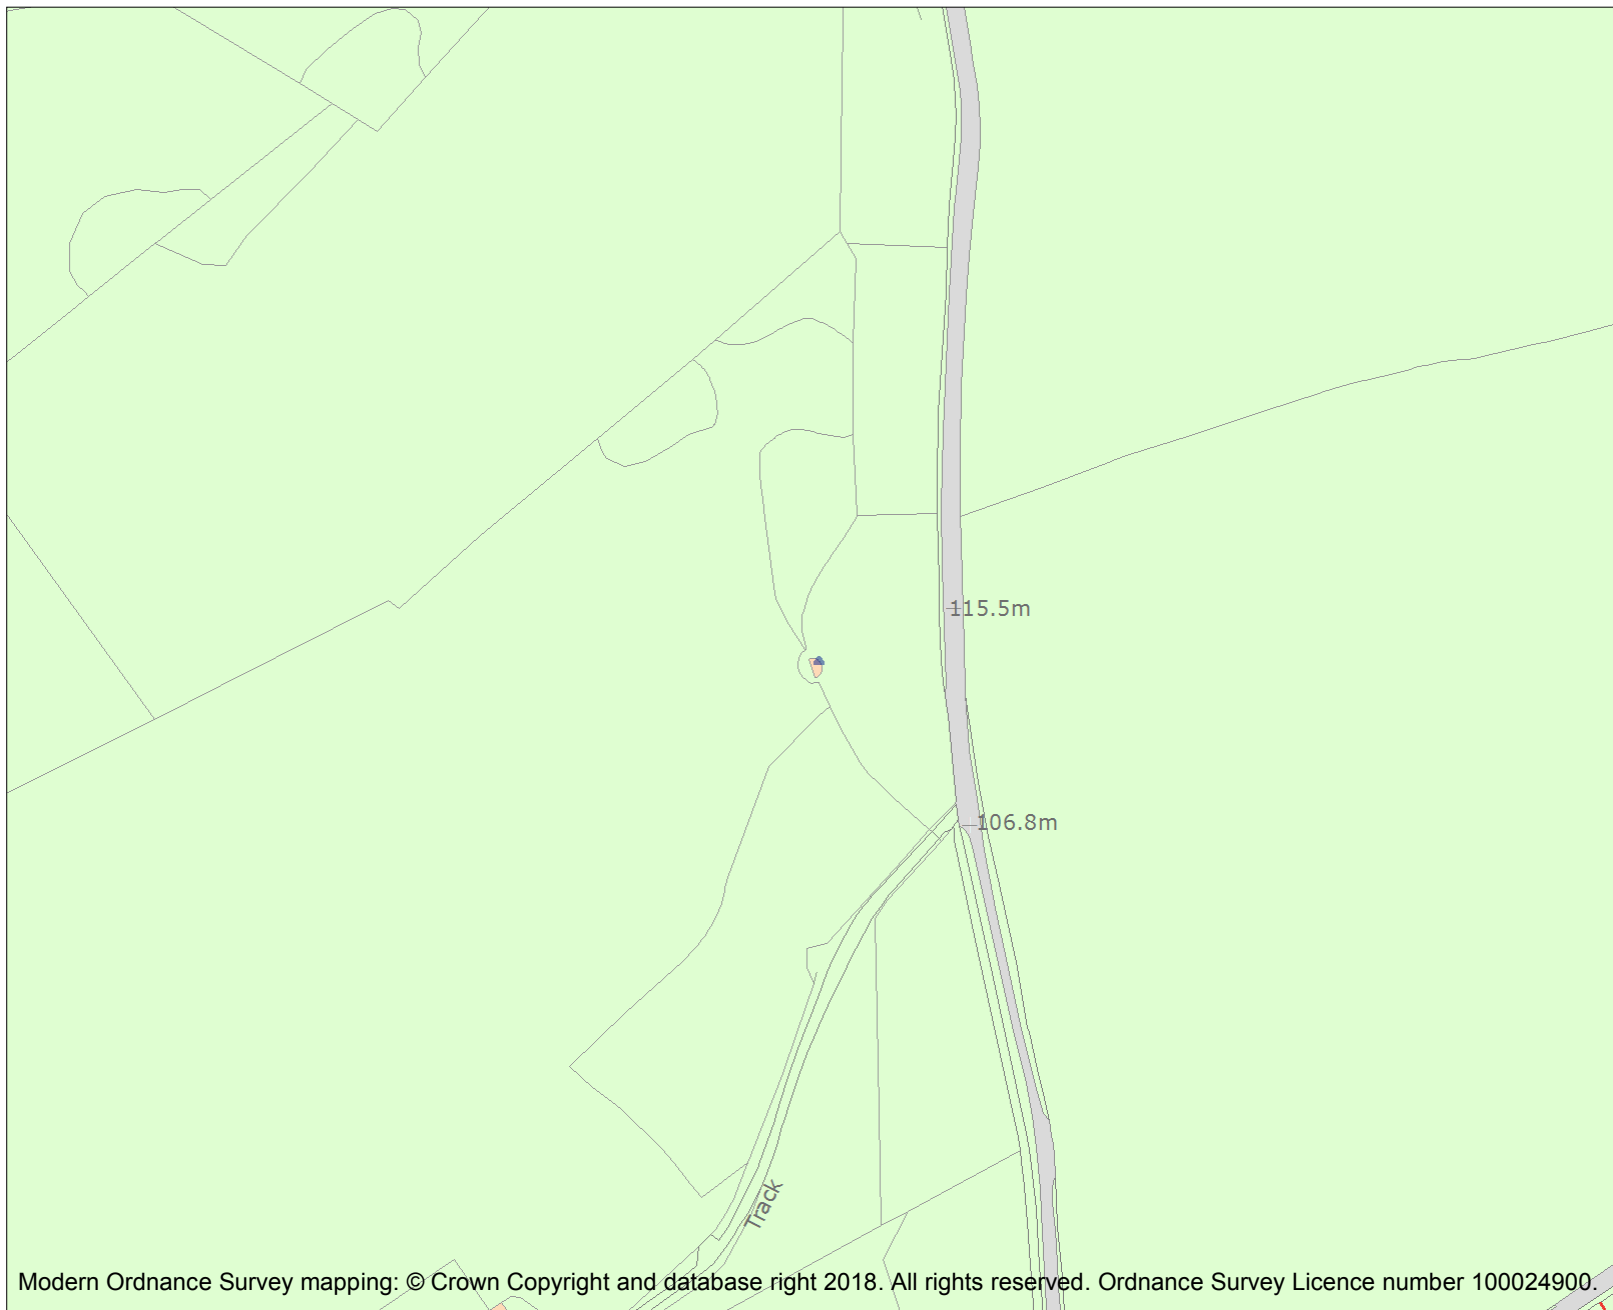 115.5m
106.8m
Track
Modern Ordnance Survey mapping: © Crown Copyright and database right 2018. All rights reserved. Ordnance Survey Licence number 100024900.